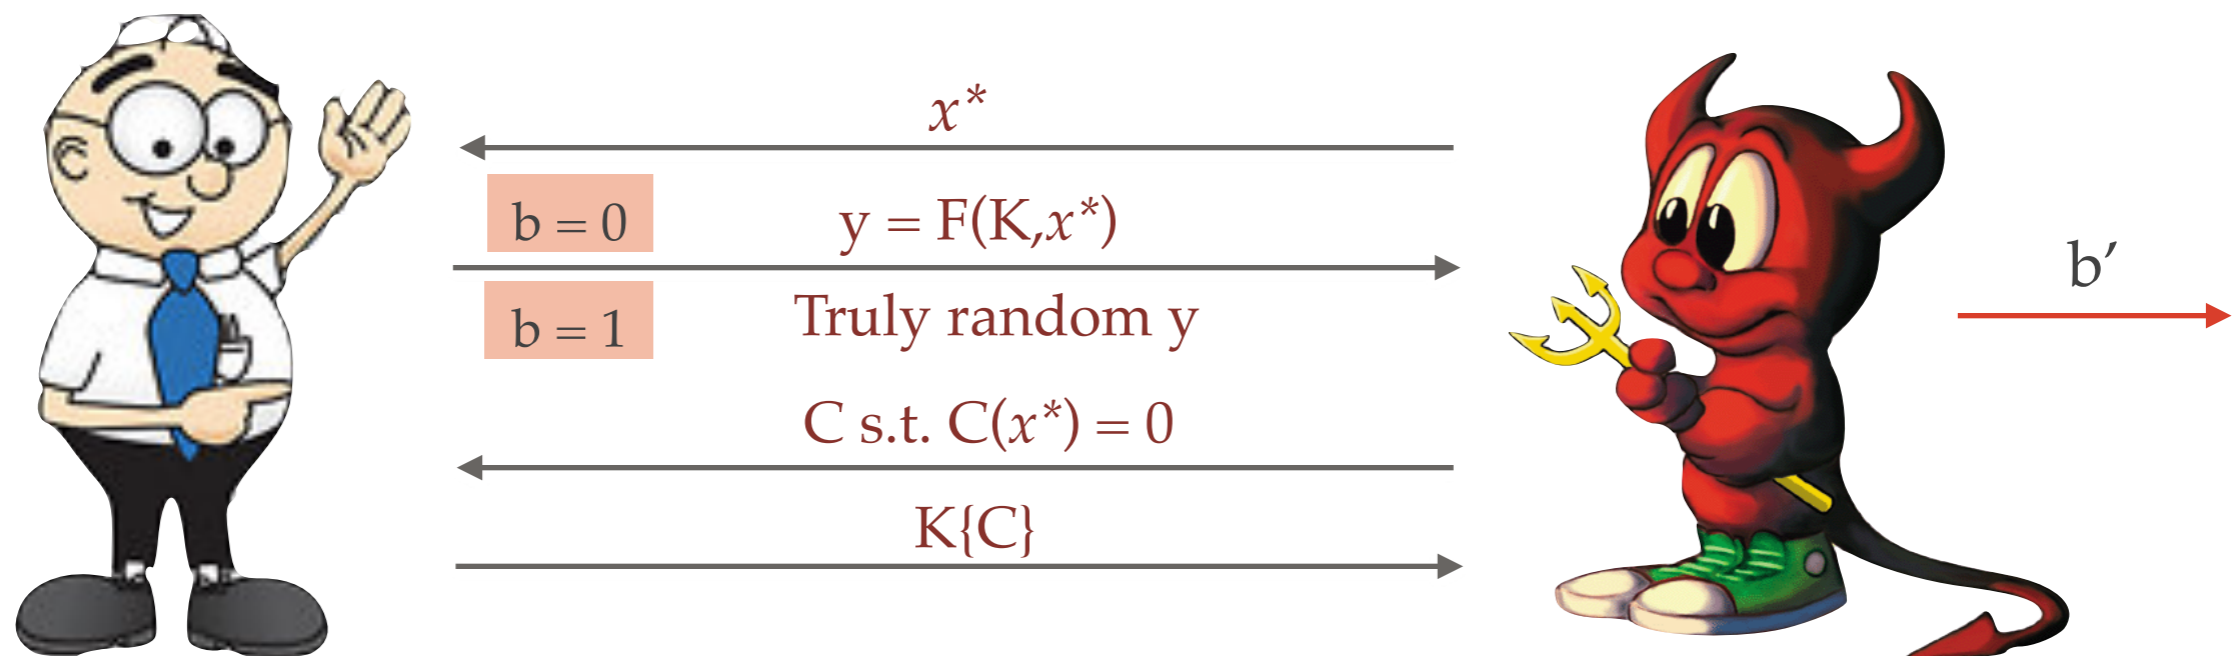 x*
b = 0
y = F(K,x*)
b = 1
Truly random y
C s.t. C(x*) = 0
K{C}
b′